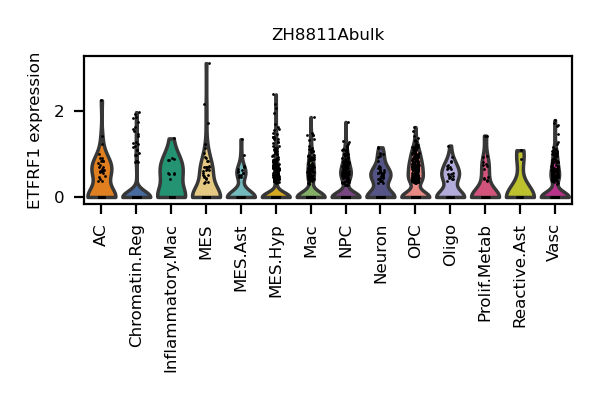 ZH8811Abulk
ETFRF1 expression
2
0
AC
Chromatin.Reg
Inflammatory.Mac
MES
MES.Ast
MES.Hyp
Mac
NPC
Neuron
OPC
Oligo
Prolif.Metab
Reactive.Ast
Vasc